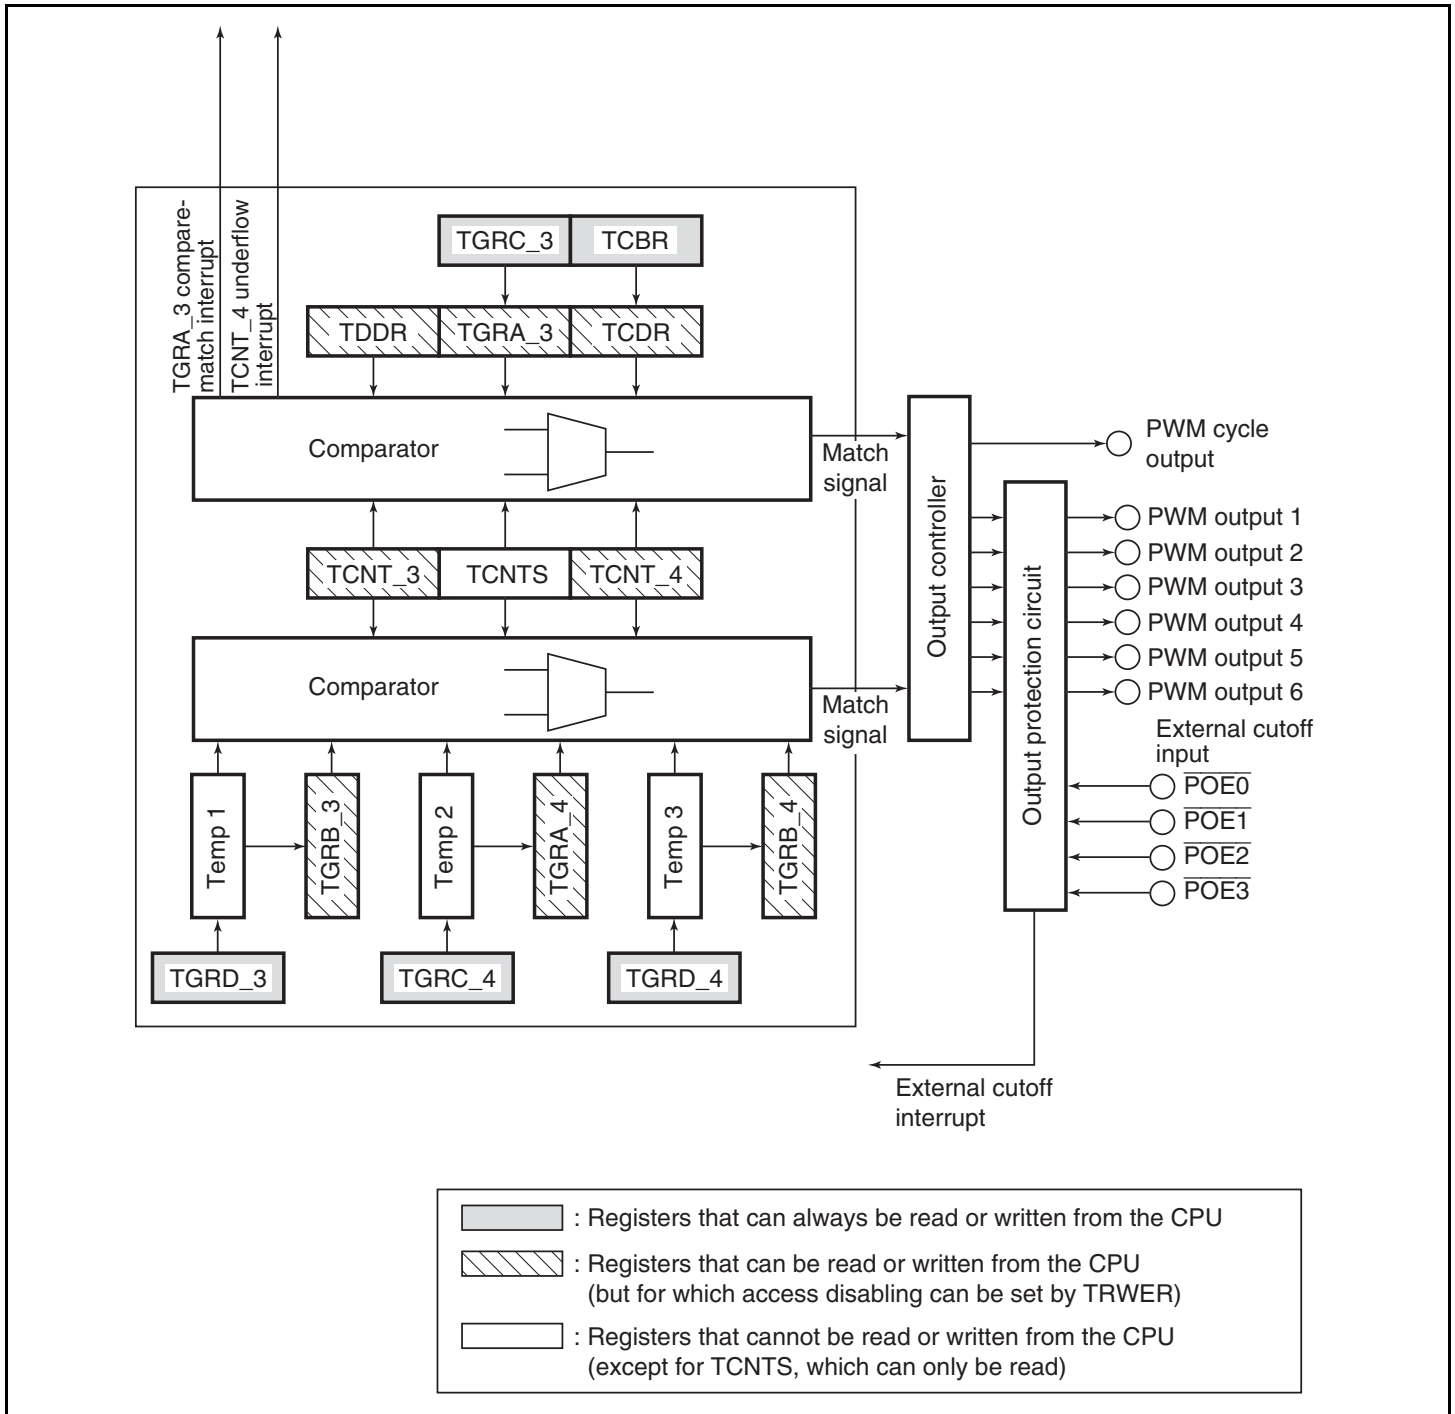 TGRA_3 compare-
match interrupt
TCNT_4 underflow
interrupt
TGRC_3 TCBR
TDDR TGRA_3 TCDR
Comparator
Match
signal
TCNT_3 TCNTS TCNT_4
Comparator
Match
signal
Temp 1 TGRB_3 Temp 2 TGRA_4 Temp 3 TGRB_4
TGRD_3 TGRC_4 TGRD_4
Output controller
Output protection circuit
PWM cycle
output
PWM output 1
PWM output 2
PWM output 3
PWM output 4
PWM output 5
PWM output 6
External cutoff
input
P̅O̅E̅0̅
P̅O̅E̅1̅
P̅O̅E̅2̅
P̅O̅E̅3̅
External cutoff
interrupt
: Registers that can always be read or written from the CPU
: Registers that can be read or written from the CPU
(but for which access disabling can be set by TRWER)
: Registers that cannot be read or written from the CPU
(except for TCNTS, which can only be read)